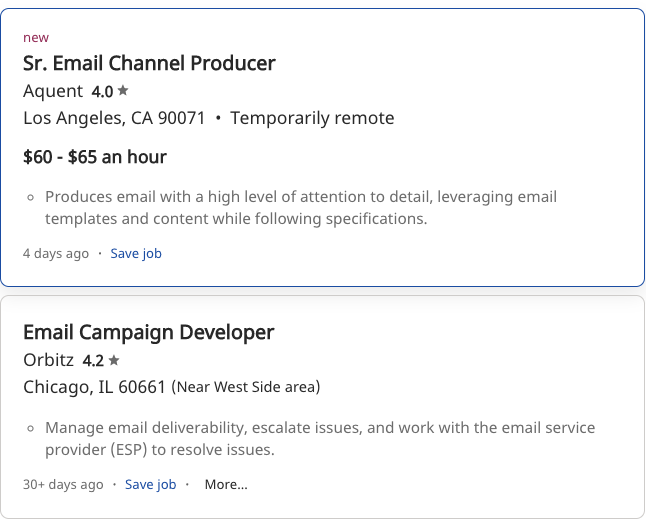 new
Sr. Email Channel Producer
Aquent 4.0 ★
Los Angeles, CA 90071 • Temporarily remote
$60 - $65 an hour
Produces email with a high level of attention to detail, leveraging email
templates and content while following specifications.
4 days ago · Save job
Email Campaign Developer
Orbitz 4.2 ★
Chicago, IL 60661 (Near West Side area)
Manage email deliverability, escalate issues, and work with the email service
provider (ESP) to resolve issues.
30+ days ago · Save job · More...